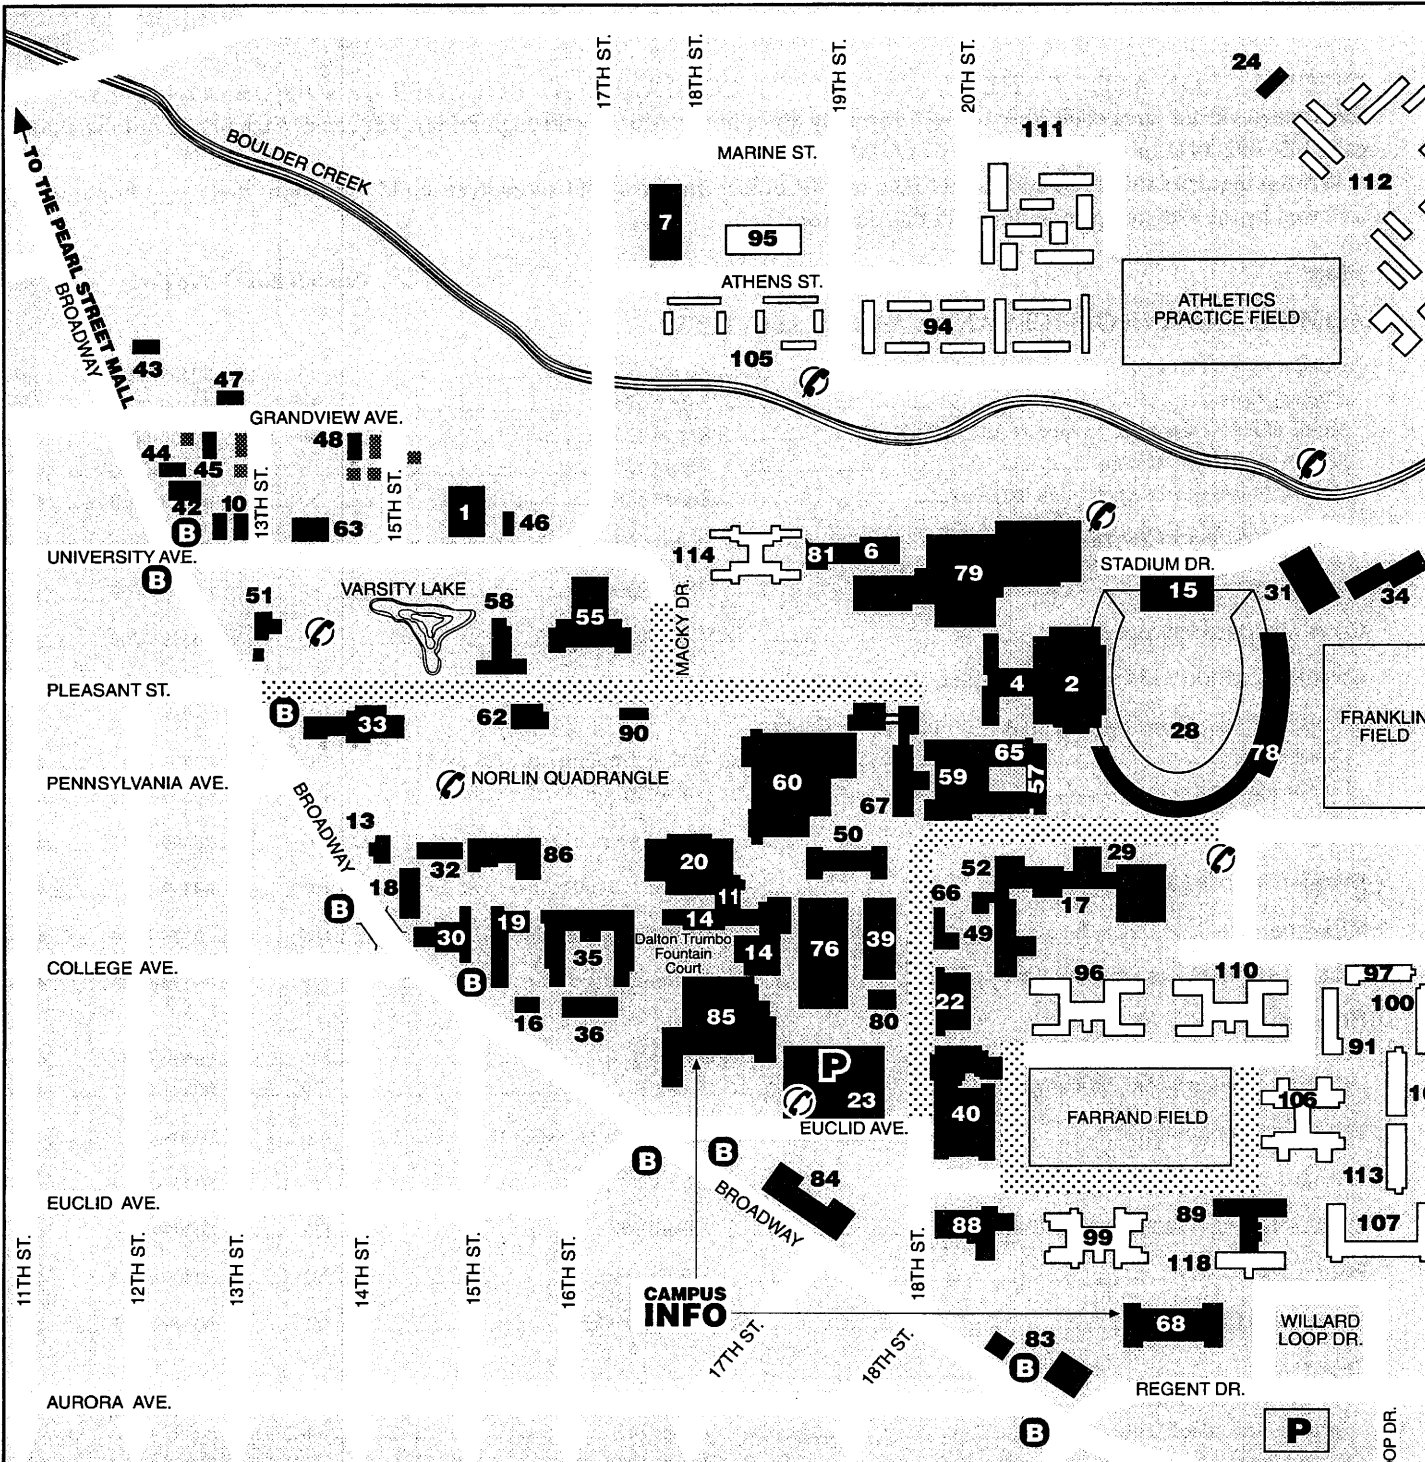 17TH ST.
18TH ST.
19TH ST.
20TH ST.
24
111
112
MARINE ST.
BOULDER CREEK
TO THE PEARL STREET MALL
BROADWAY
7
95
ATHENS ST.
105
94
ATHLETICS
PRACTICE FIELD
43
47
GRANDVIEW AVE.
44
45
48
42
10
13TH ST.
63
15TH ST.
1
46
B
UNIVERSITY AVE.
B
114
81
6
79
STADIUM DR.
15
31
34
51
VARSITY LAKE
58
55
MACKY DR.
4
2
28
78
FRANKLIN
FIELD
PLEASANT ST.
B
33
62
90
60
67
59
65
57
PENNSYLVANIA AVE.
NORLIN QUADRANGLE
BROADWAY
13
32
86
18
B
20
11
50
52
29
66
17
49
30
19
35
14
14
Dalton Trumbo
Fountain
Court
76
39
COLLEGE AVE.
B
16
36
85
80
22
96
110
97
100
91
P
23
EUCLID AVE.
40
FARRAND FIELD
106
113
B
B
84
BROADWAY
EUCLID AVE.
88
99
89
118
107
11TH ST.
12TH ST.
13TH ST.
14TH ST.
15TH ST.
16TH ST.
18TH ST.
CAMPUS
INFO
17TH ST.
18TH ST.
83
B
68
WILLARD
LOOP DR.
REGENT DR.
AURORA AVE.
B
P
OP DR.